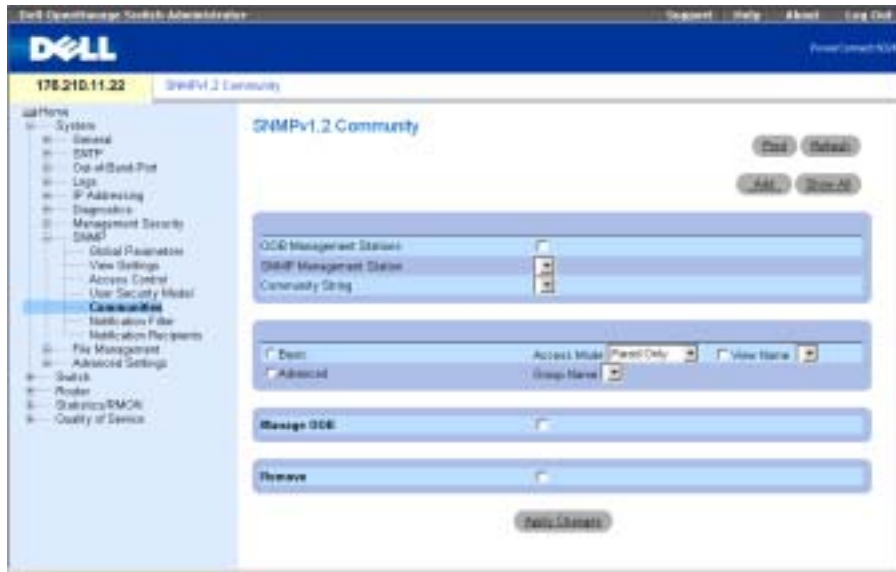 Dell OpenManage Switch Administrator
Support Help About Log Out
DELL
PowerConnect
176.210.11.22
SNMPv1.2 Community
Home
System
General
SNTP
Out-of-Band-Port
Logs
IP Addressing
Diagnostics
Management Security
SNMP
Global Parameters
View Settings
Access Control
User Security Model
Communities
Notification Filter
Notification Recipients
File Management
Advanced Settings
Switch
Router
Statistics/RMON
Quality of Service
SNMPv1.2 Community
Print Refresh
Add Show All
OOB Management Stations
SNMP Management Station
Community String
Basic Access Mode Read Only View Name
Advanced Group Name
Manage OOB
Remove
Apply Changes